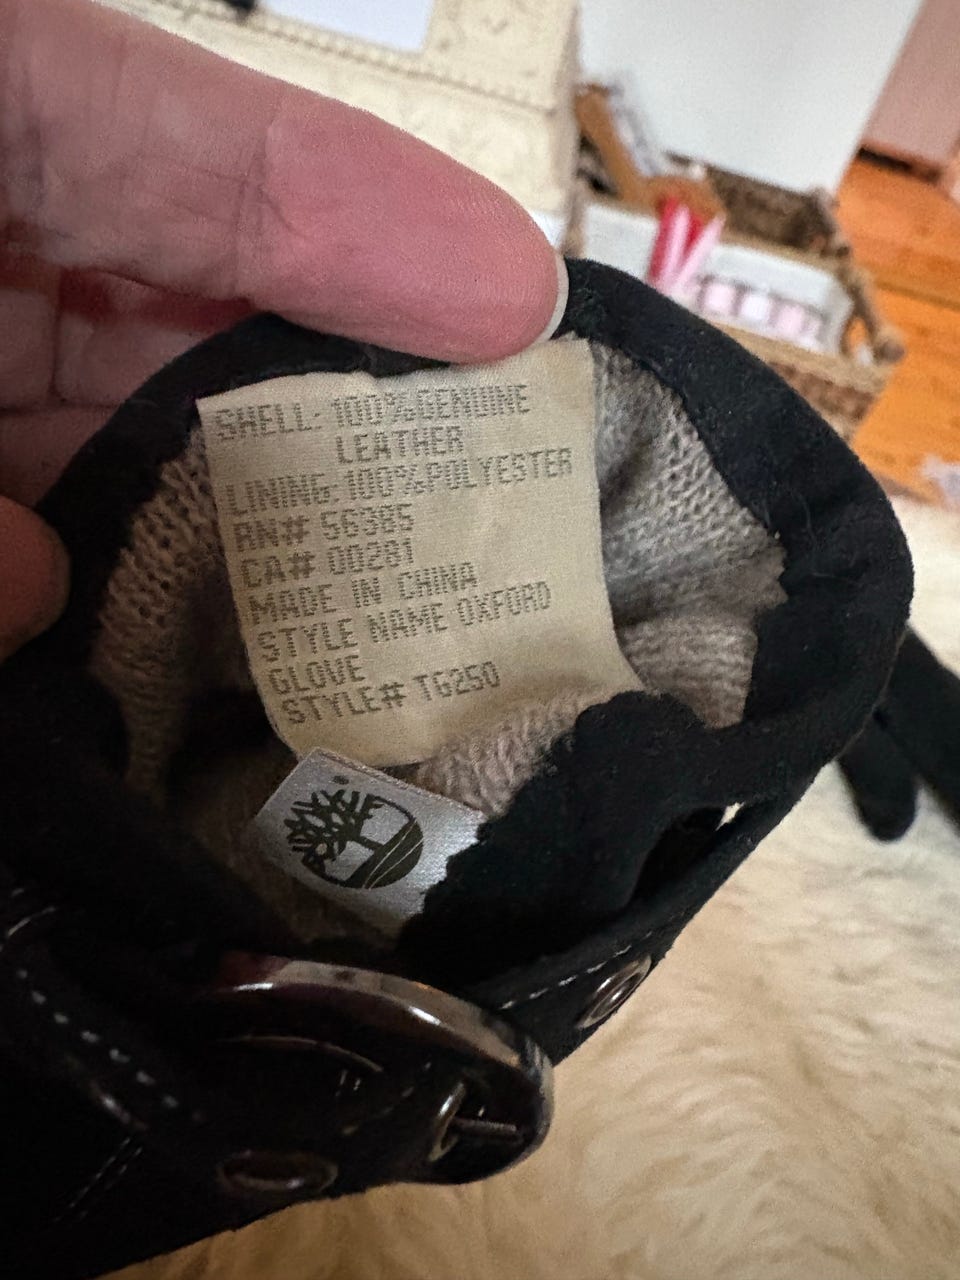 SHELL: 100%GENUINE
LEATHER
LINING: 100%POLYESTER
RN# 56385
CA# 00281
MADE IN CHINA
STYLE NAME OXFORD
GLOVE
STYLE# TG250